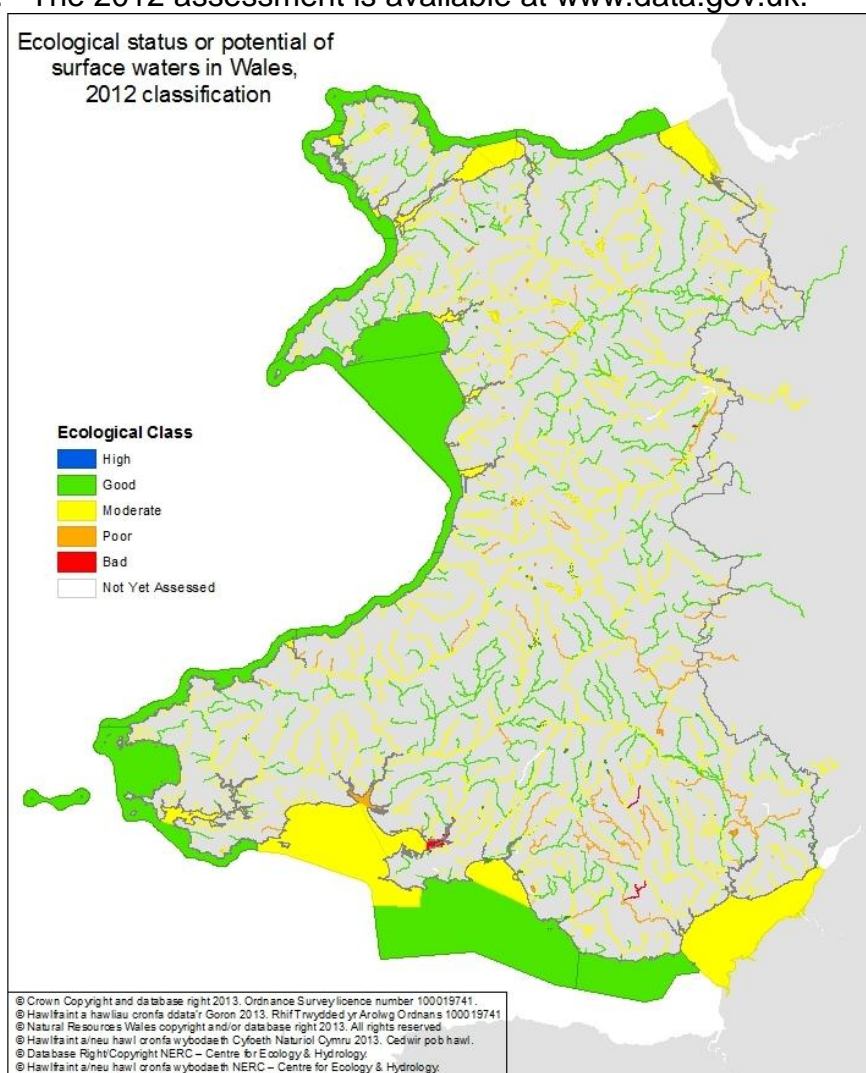 The 2012 assessment is available at www.data.gov.uk.
Ecological status or potential of
surface waters in Wales,
2012 classification
Ecological Class
High
Good
Moderate
Poor
Bad
Not Yet Assessed
© Crown Copyright and database right 2013. Ordnance Survey licence number 100019741.
© Hawlfraint a hawliau cronfa ddata'r Goron 2013. Rhif Trwydded yr Arolwg Ordnans 100019741
© Natural Resources Wales copyright and/or database right 2013. All rights reserved
© Hawlfraint a/neu hawl cronfa wybodaeth Cyfoeth Naturiol Cymru 2013. Cedwir pob hawl.
© Database Right/Copyright NERC – Centre for Ecology & Hydrology.
© Hawlfraint a/neu hawl cronfa wybodaeth NERC – Centre for Ecology & Hydrology.